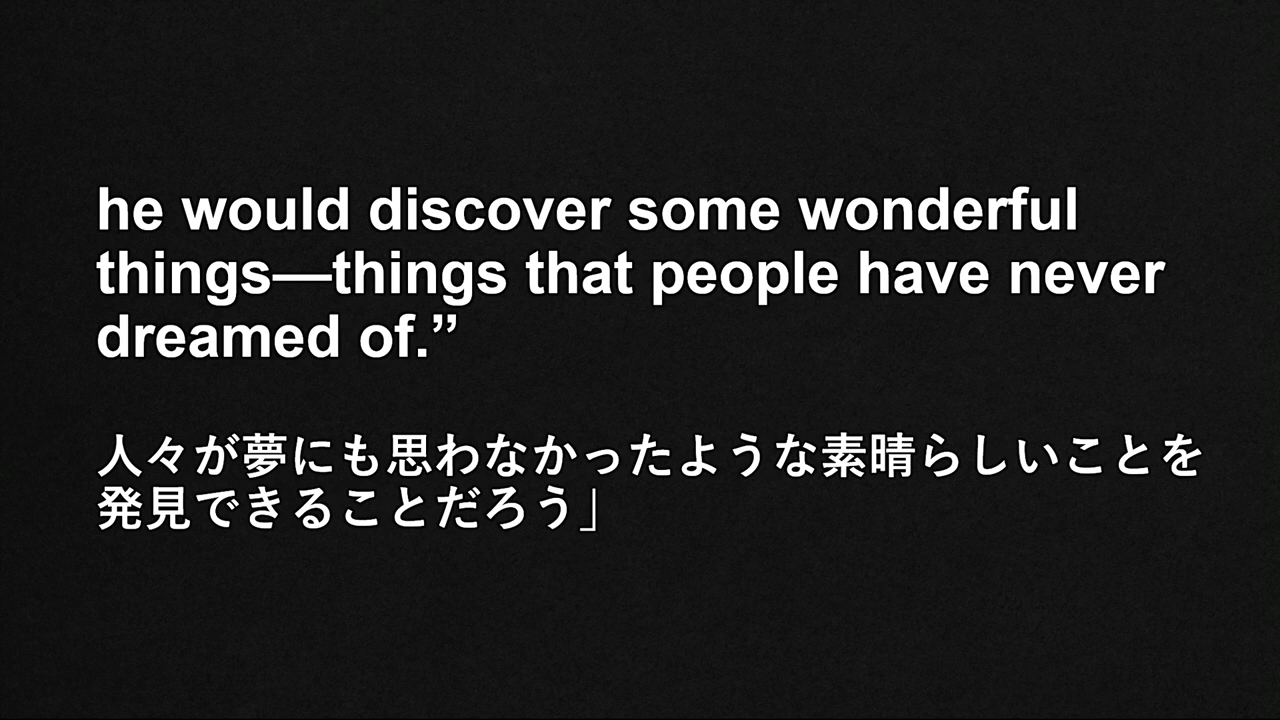 he would discover some wonderful
things—things that people have never
dreamed of.”
人々が夢にも思わなかったような素晴らしいことを
発見できることだろう」